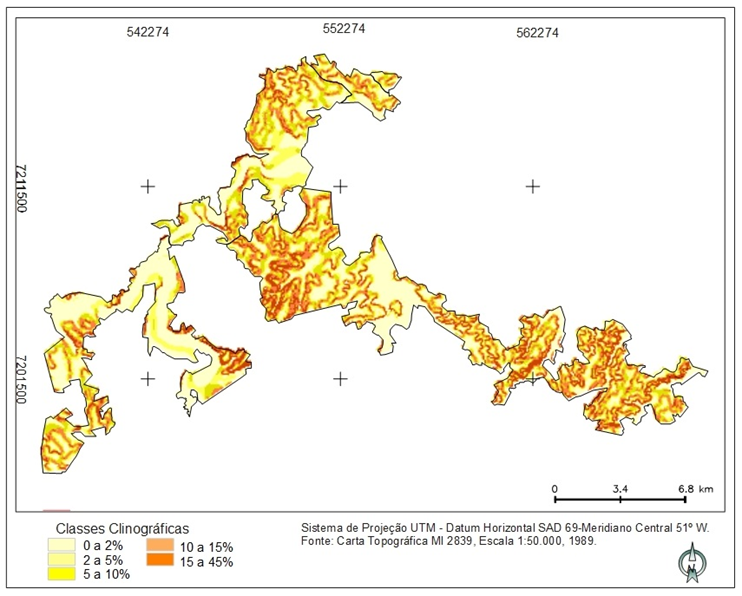 542274
552274
562274
7211500
7201500
0 3.4 6.8 km
Classes Clinográficas
0 a 2%
2 a 5%
5 a 10%
10 a 15%
15 a 45%
Sistema de Projeção UTM - Datum Horizontal SAD 69-Meridiano Central 51º W.
Fonte: Carta Topográfica MI 2839, Escala 1:50.000, 1989.
N